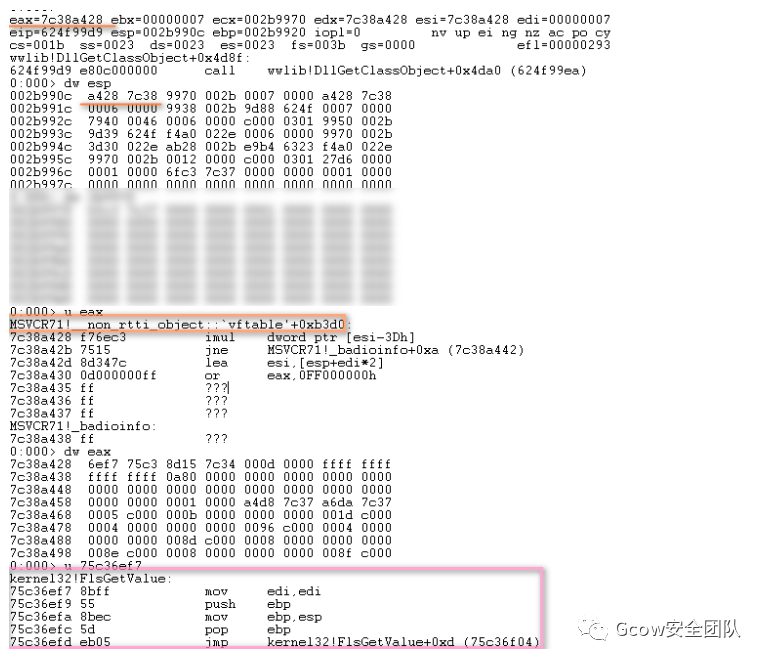 eax=7c38a428 ebx=00000007 ecx=002b9970 edx=7c38a428 esi=7c38a428 edi=00000007
eip=624f99d9 esp=002b990c ebp=002b9920 iopl=0 nv up ei ng nz ac po cy
cs=001b ss=0023 ds=0023 es=0023 fs=003b gs=0000 efl=00000293
wwlib!DllGetClassObject+0x4d8f:
624f99d9 e80c000000 call wwlib!DllGetClassObject+0x4da0 (624f99ea)
0:000> dw esp
002b990c a428 7c38 9970 002b 0007 0000 a428 7c38
002b991c 0006 0000 9938 002b 9d88 624f 0007 0000
002b992c 7940 0046 0006 0000 c000 0301 9950 002b
002b993c 9d39 624f f4a0 022e 0006 0000 9970 002b
002b994c 3d30 022e ab28 002b e9b4 6323 f4a0 022e
002b995c 9970 002b 0012 0000 c000 0301 27d6 0000
002b996c 0001 0000 6fc3 7c37 0000 0000 0001 0000
002b997c 0000 0000 0000 0000 0000 0000 0000 0000
0:000> u eax
MSVCR71!__non_rtti_object::`vftable'+0xb3d0:
7c38a428 f76ec3 imul dword ptr [esi-3Dh]
7c38a42b 7515 jne MSVCR71!_badioinfo+0xa (7c38a442)
7c38a42d 8d347c lea esi,[esp+edi*2]
7c38a430 0d000000ff or eax,0FF000000h
7c38a435 ff ???
7c38a436 ff ???
7c38a437 ff ???
MSVCR71!_badioinfo:
7c38a438 ff ???
0:000> dw eax
7c38a428 6ef7 75c3 8d15 7c34 000d 0000 ffff ffff
7c38a438 ffff ffff 0a80 0000 0000 0000 0000 0000
7c38a448 0000 0000 0000 0000 0000 0000 0000 0000
7c38a458 0000 0000 0001 0000 a4d8 7c37 a6da 7c37
7c38a468 0005 c000 000b 0000 0000 0000 001d c000
7c38a478 0004 0000 0000 0000 0096 c000 0004 0000
7c38a488 0000 0000 008d c000 0008 0000 0000 0000
7c38a498 008e c000 0008 0000 0000 0000 008f c000
0:000> u 75c36ef7
kernel32!FlsGetValue:
75c36ef7 8bff mov edi,edi
75c36ef9 55 push ebp
75c36efa 8bec mov ebp,esp
75c36efc 5d pop ebp
75c36efd eb05 jmp kernel32!FlsGetValue+0xd (75c36f04)
Gcow安全团队